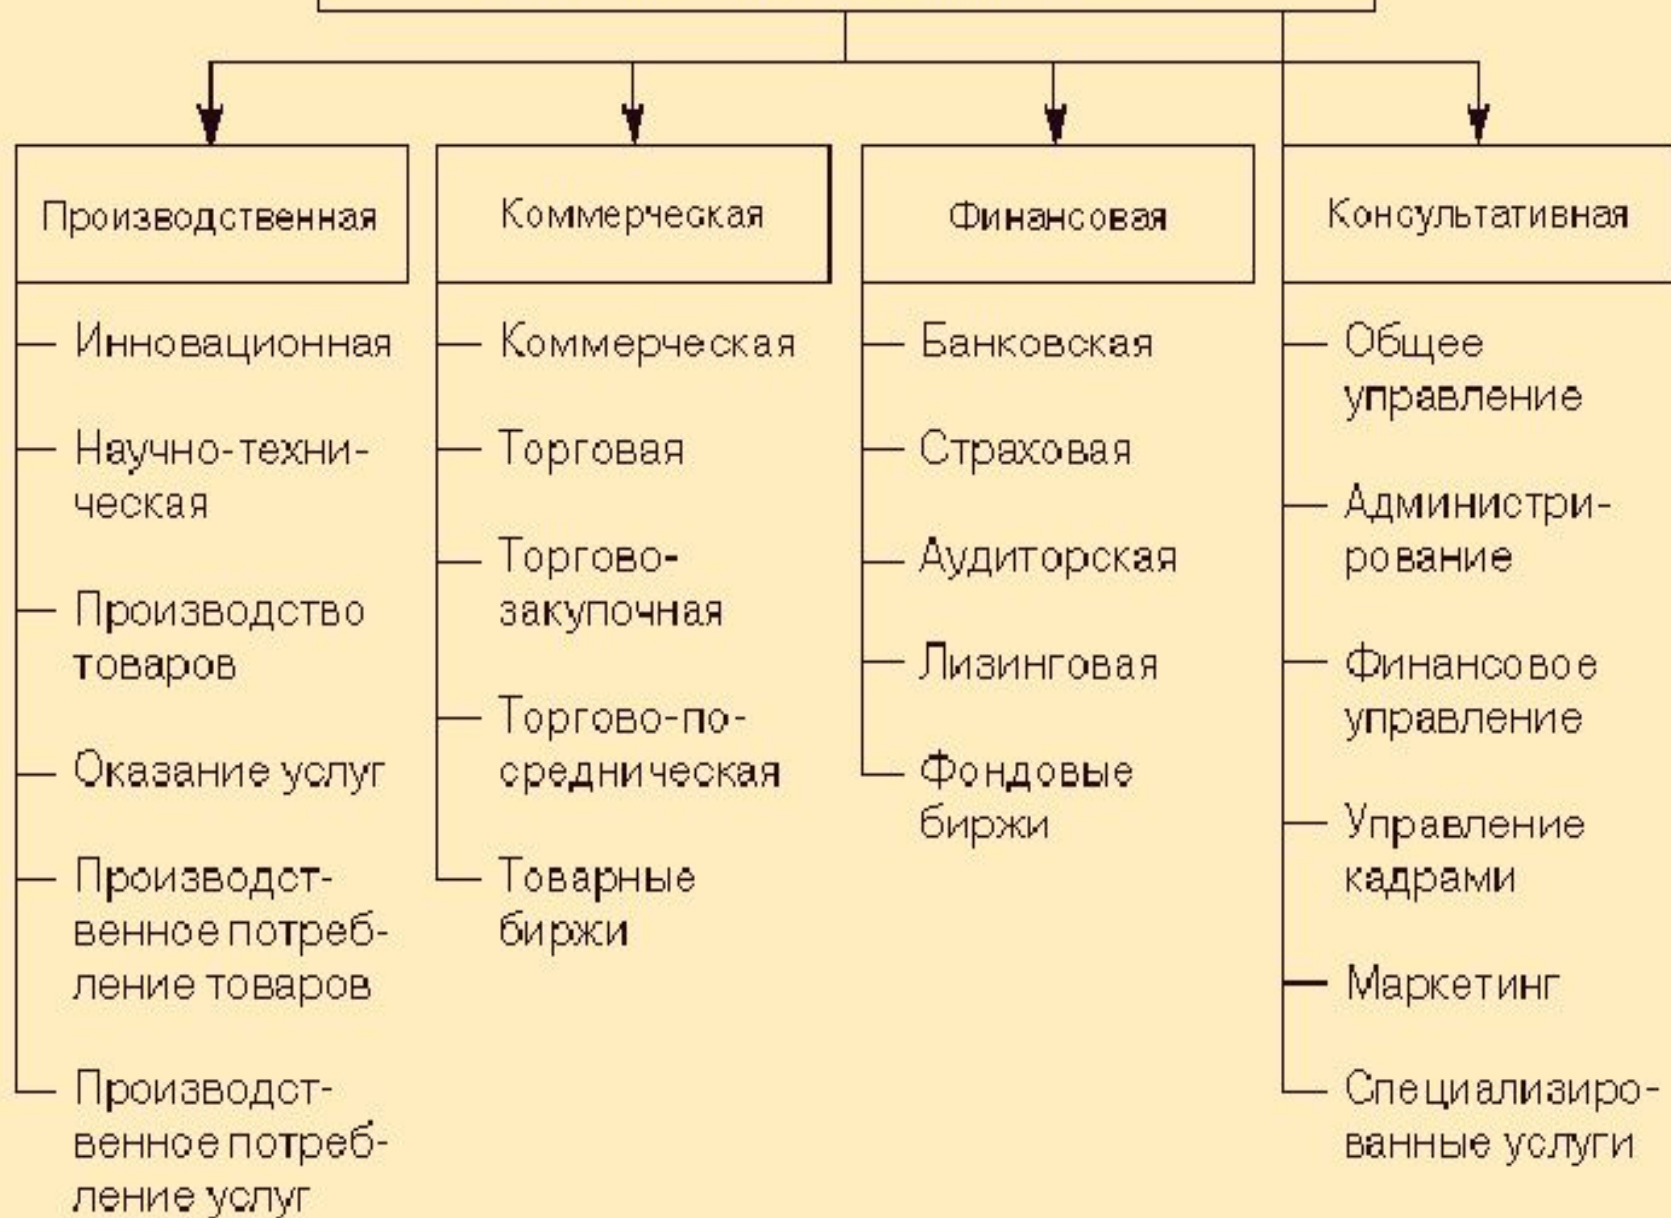 Производственная
Инновационная
Научно-техни-
ческая
Производство
товаров
Оказание услуг
Производст-
венное потреб-
ление товаров
Производст-
венное потреб-
ление услуг
Коммерческая
Коммерческая
Торговая
Торгово-
закупочная
Торгово-по-
средническая
Товарные
биржи
Финансовая
Банковская
Страховая
Аудиторская
Лизинговая
Фондовые
биржи
Консультативная
Общее
управление
Администри-
рование
Финансовое
управление
Управление
кадрами
Маркетинг
Специализиро-
ванные услуги